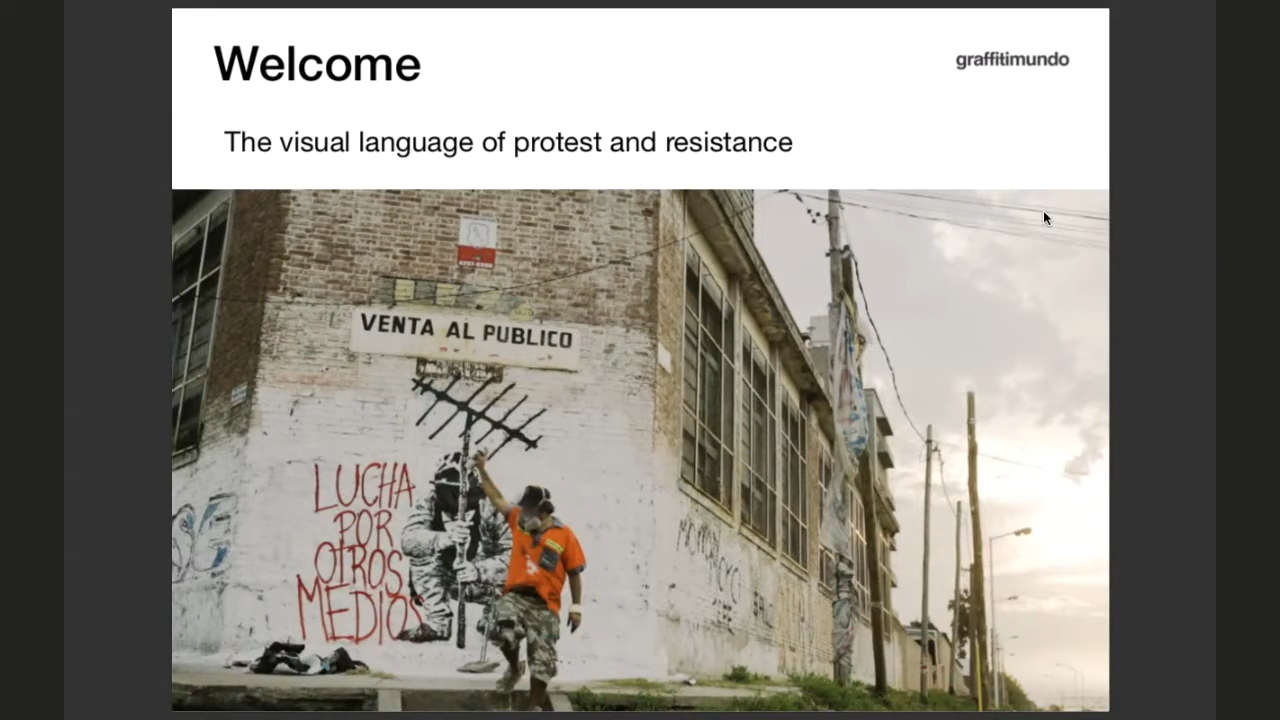 Welcome
graffitimundo
The visual language of protest and resistance
VENTA AL PUBLICO
LUCHA
POR
OTROS
MEDIOS